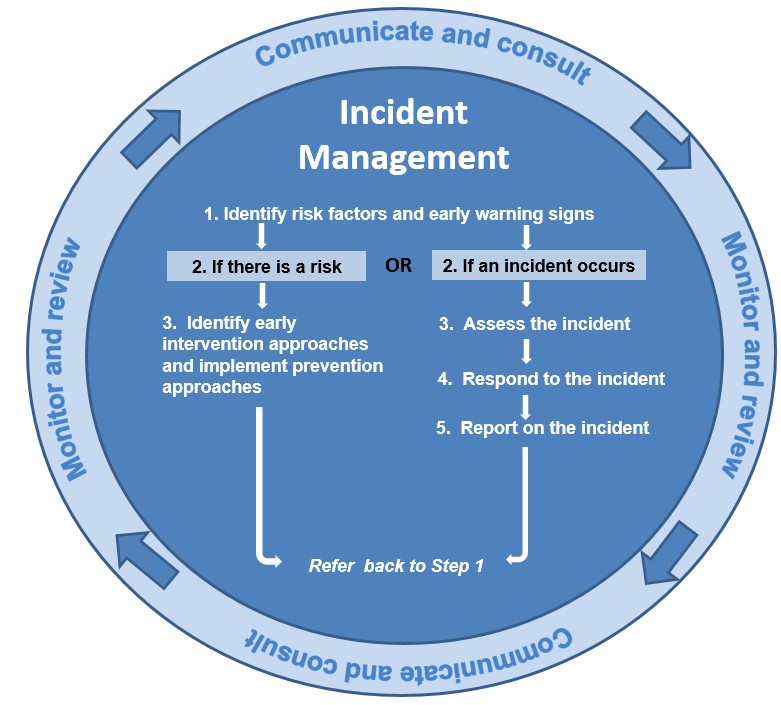 Communicate and consult
Incident
Management
1. Identify risk factors and early warning signs
2. If there is a risk
OR
2. If an incident occurs
3.  Identify early
intervention approaches
and implement prevention
approaches
3.  Assess the incident
4.  Respond to the incident
5.  Report on the incident
Refer  back to Step 1
Monitor and review
Monitor and review
Communicate and consult